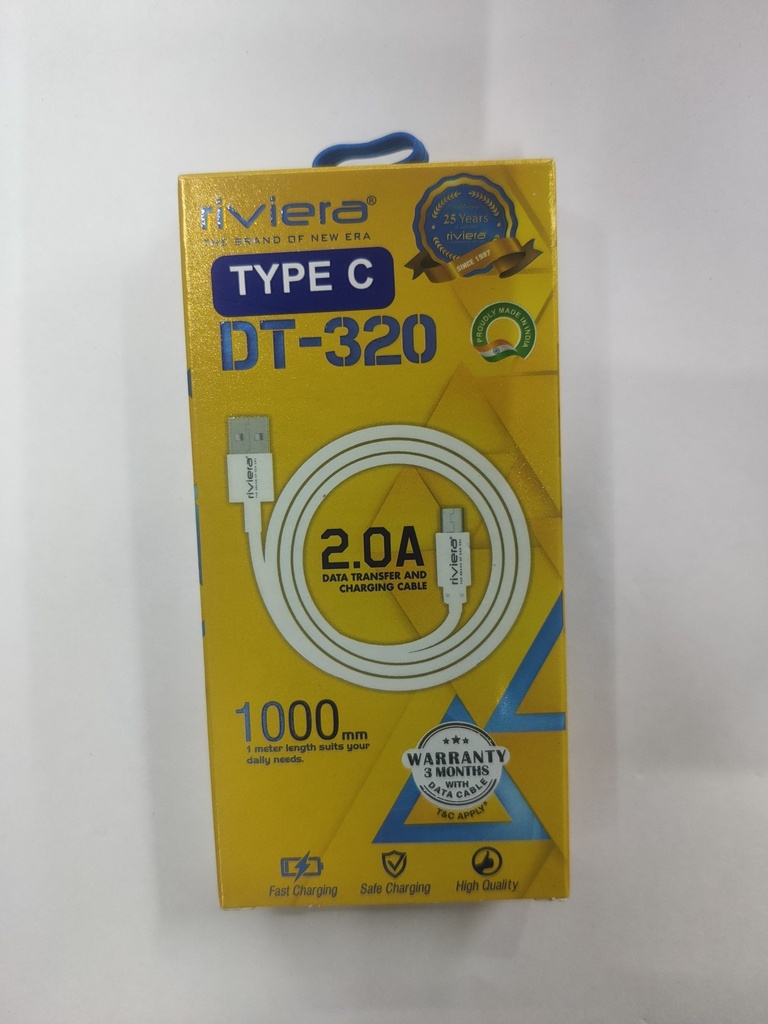 riviera®
THE BRAND OF NEW ERA
25 Years
riviera
SINCE 1997
TYPE C
DT-320
PROUDLY MADE IN INDIA
riviera
2.0A
DATA TRANSFER AND
CHARGING CABLE
riviera
1000mm
1 meter length suits your
daily needs.
WARRANTY
3 MONTHS
WITH
DATA CABLE
T&C APPLY*
Fast Charging
Safe Charging
High Quality